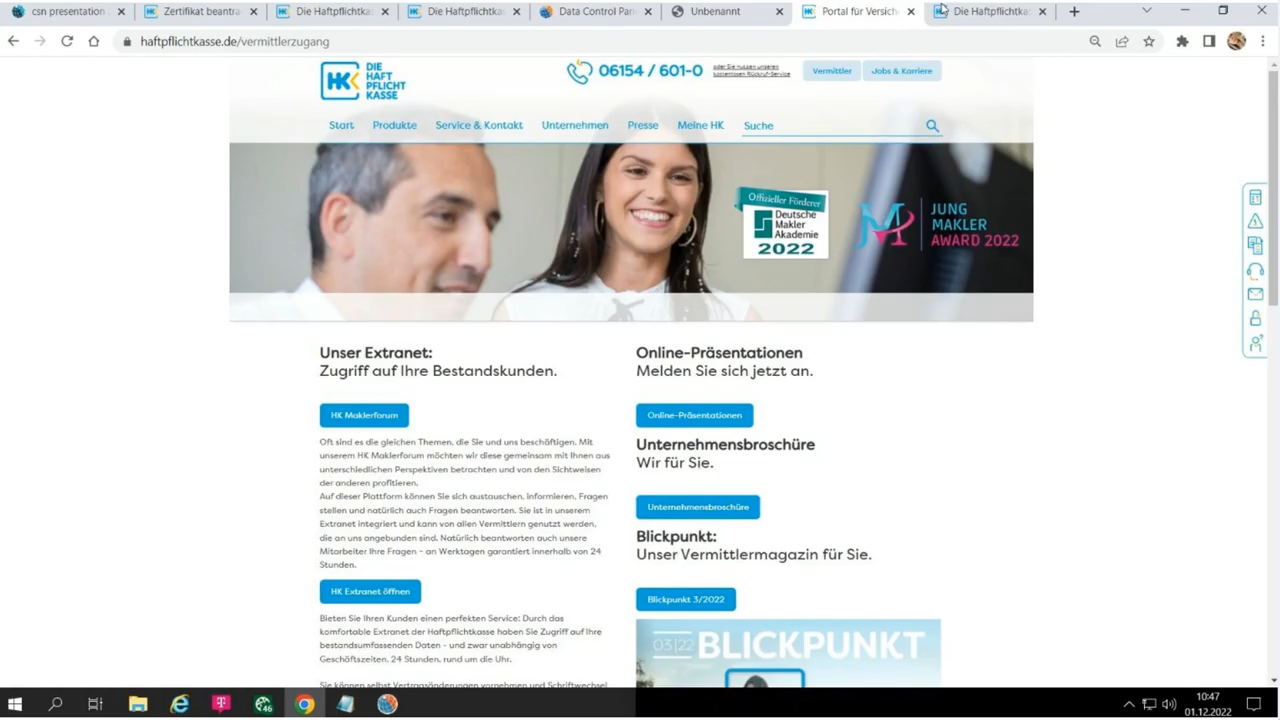 csn presentation
Zertifikat beantra
Die Haftpflichtkas
Die Haftpflichtka
Data Control Pan
Unbenannt
Portal für Versich
Die Haftpflichtka
haftpflichtkasse.de/vermittlerzugang
HK DIE
HAFT
PFLICHT
KASSE
06154 / 601-0
oder Sie nutzen unseren
kostenlosen Rückruf-Service
Vermittler
Jobs & Karriere
Start Produkte Service & Kontakt Unternehmen Presse Meine HK Suche
Offizieller Förderer
Deutsche
Makler
Akademie
2022
JUNG
MAKLER
AWARD 2022
Unser Extranet:
Zugriff auf Ihre Bestandskunden.
HK Maklerforum
Oft sind es die gleichen Themen, die Sie und uns beschäftigen. Mit
unserem HK Maklerforum möchten wir diese gemeinsam mit Ihnen aus
unterschiedlichen Perspektiven betrachten und von den Sichtweisen
der anderen profitieren.
Auf dieser Plattform können Sie sich austauschen, informieren, Fragen
stellen und natürlich auch Fragen beantworten. Sie ist in unserem
Extranet integriert und kann von allen Vermittlern genutzt werden,
die an uns angebunden sind. Natürlich beantworten auch unsere
Mitarbeiter Ihre Fragen - an Werktagen garantiert innerhalb von 24
Stunden.
HK Extranet öffnen
Bieten Sie Ihren Kunden einen perfekten Service: Durch das
komfortable Extranet der Haftpflichtkasse haben Sie Zugriff auf Ihre
bestandsumfassenden Daten - und zwar unabhängig von
Geschäftszeiten, 24 Stunden, rund um die Uhr.
Sie können selbst Vertragsänderungen vornehmen und Schriftwechsel
Online-Präsentationen
Melden Sie sich jetzt an.
Online-Präsentationen
Unternehmensbroschüre
Wir für Sie.
Unternehmensbroschüre
Blickpunkt:
Unser Vermittlermagazin für Sie.
Blickpunkt 3/2022
03|22 BLICKPUNKT
10:47
01.12.2022